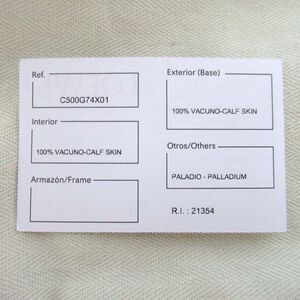 Ref.
C500G74X01
Interior
100% VACUNO-CALF SKIN
Armazón/Frame
Exterior (Base)
100% VACUNO-CALF SKIN
Otros/Others
PALADIO - PALLADIUM
R.I. : 21354